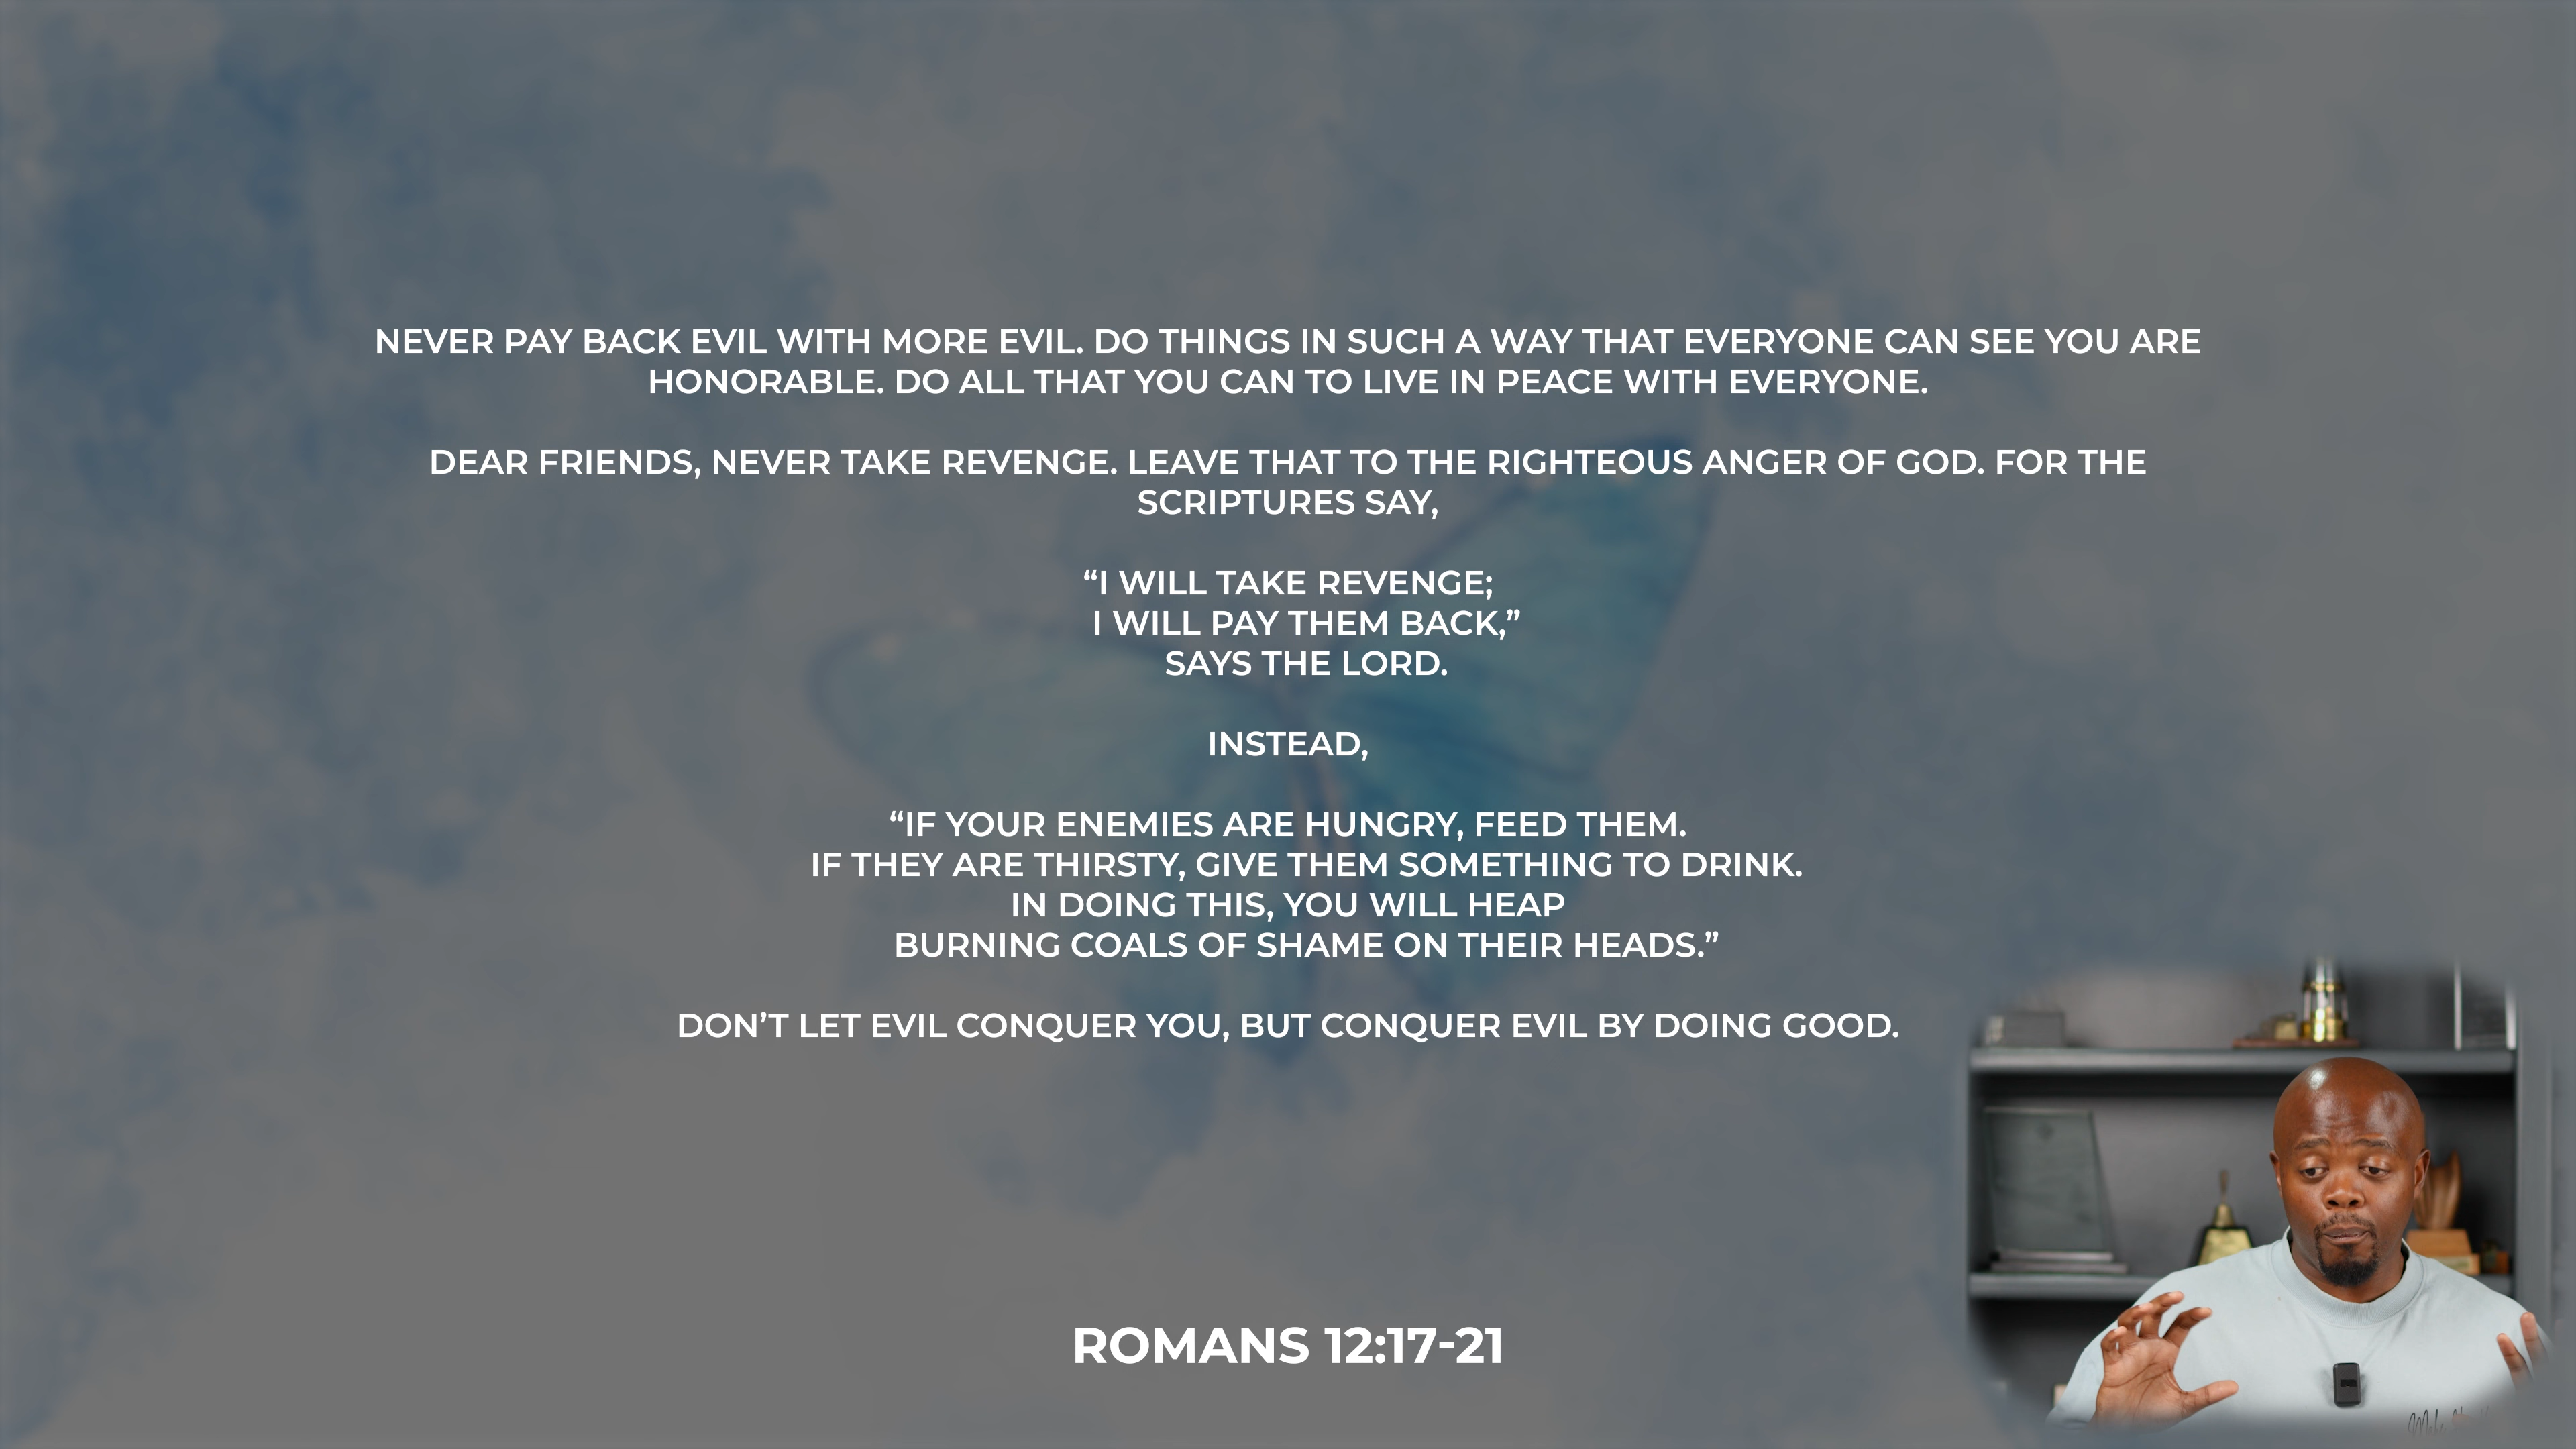 NEVER PAY BACK EVIL WITH MORE EVIL. DO THINGS IN SUCH A WAY THAT EVERYONE CAN SEE YOU ARE
HONORABLE. DO ALL THAT YOU CAN TO LIVE IN PEACE WITH EVERYONE.
DEAR FRIENDS, NEVER TAKE REVENGE. LEAVE THAT TO THE RIGHTEOUS ANGER OF GOD. FOR THE
SCRIPTURES SAY,
“I WILL TAKE REVENGE;
I WILL PAY THEM BACK,”
SAYS THE LORD.
INSTEAD,
“IF YOUR ENEMIES ARE HUNGRY, FEED THEM.
IF THEY ARE THIRSTY, GIVE THEM SOMETHING TO DRINK.
IN DOING THIS, YOU WILL HEAP
BURNING COALS OF SHAME ON THEIR HEADS.”
DON’T LET EVIL CONQUER YOU, BUT CONQUER EVIL BY DOING GOOD.
ROMANS 12:17-21